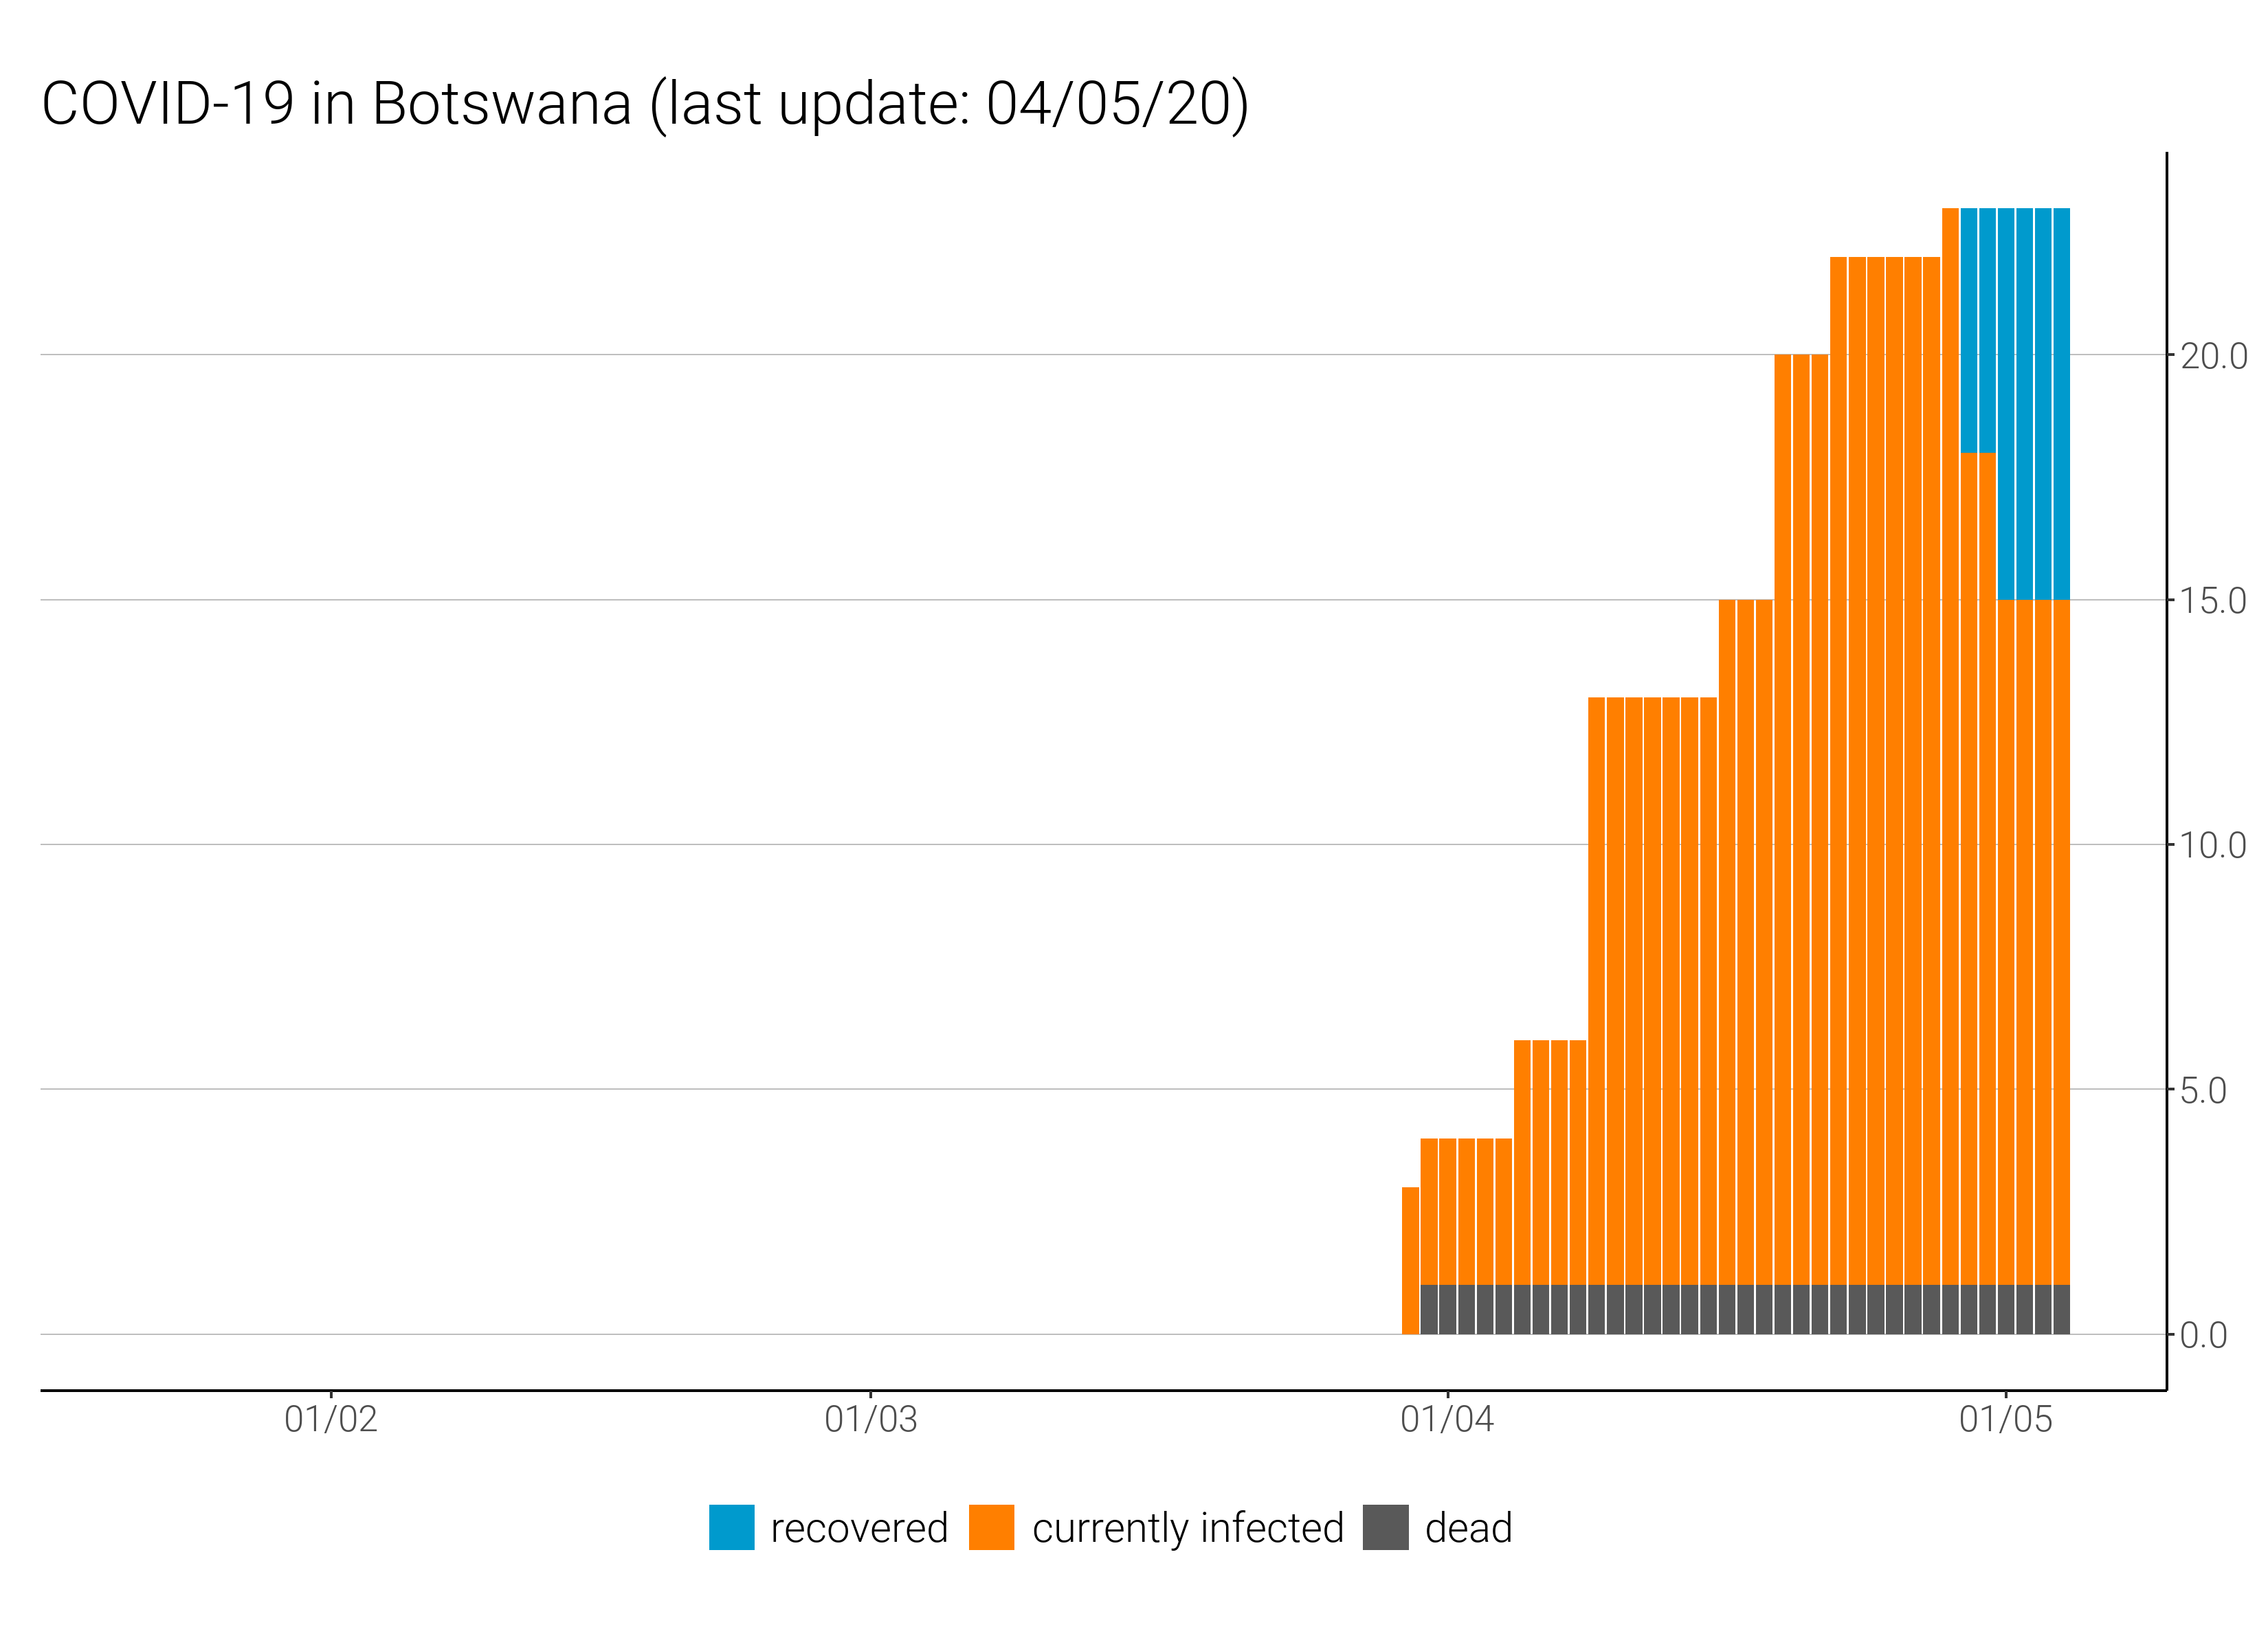 COVID-19 in Botswana (last update: 04/05/20)
20.0
15.0
10.0
5.0
0.0
01/02 01/03 01/04 01/05
recovered currently infected dead